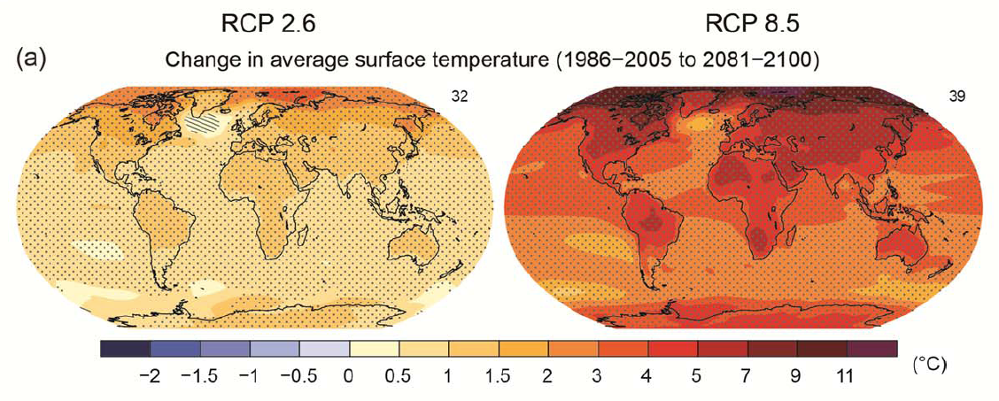 RCP 2.6 RCP 8.5
(a) Change in average surface temperature (1986−2005 to 2081−2100)
32 39
−2 −1.5 −1 −0.5 0 0.5 1 1.5 2 3 4 5 7 9 11 (°C)